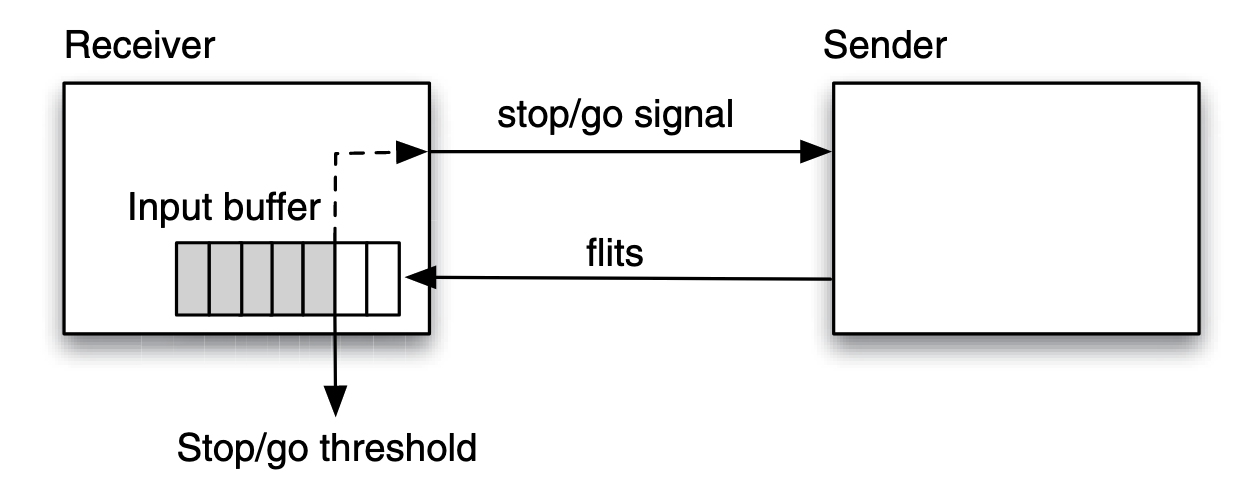 Receiver
Sender
stop/go signal
Input buffer
flits
Stop/go threshold